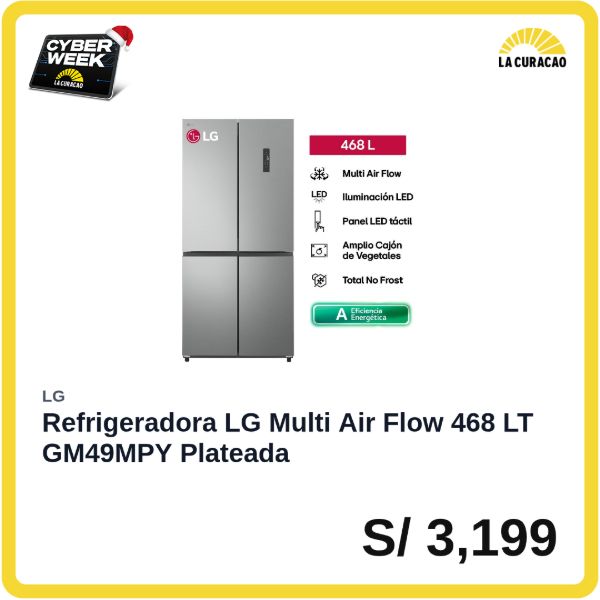 CYBER
WEEK
LA CURACAO
LA CURACAO
LG
468 L
Multi Air Flow
LED
Iluminación LED
Panel LED táctil
Amplio Cajón
de Vegetales
Total No Frost
A Eficiencia
Energética
LG
Refrigeradora LG Multi Air Flow 468 LT
GM49MPY Plateada
S/ 3,199